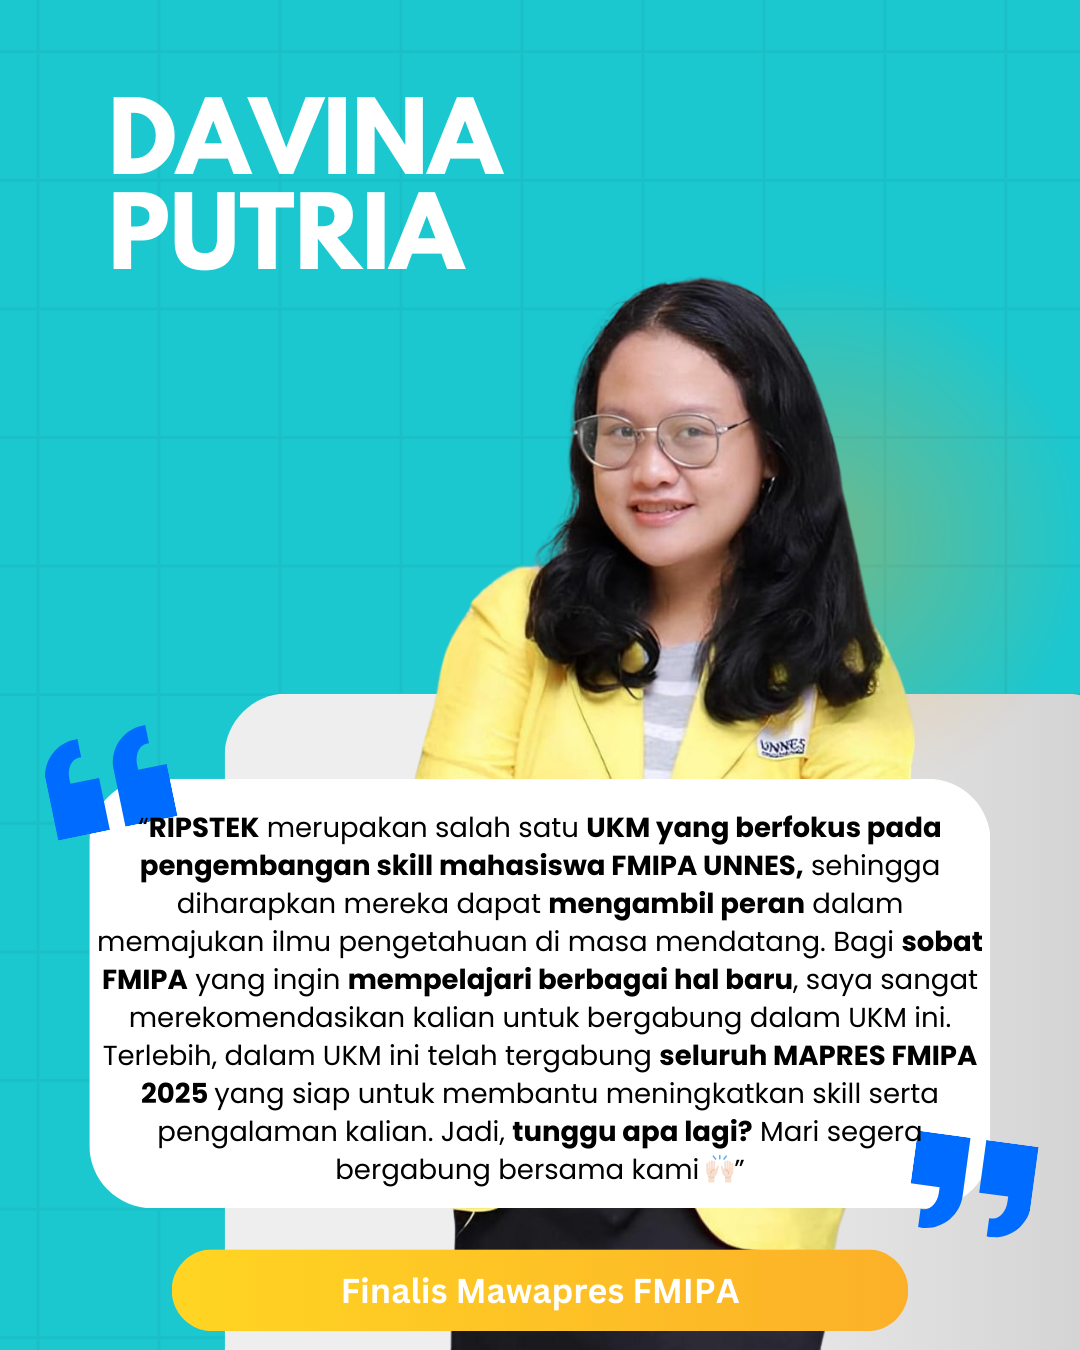 DAVINA
PUTRIA
UNNES
"RIPSTEK merupakan salah satu UKM yang berfokus pada
pengembangan skill mahasiswa FMIPA UNNES, sehingga
diharapkan mereka dapat mengambil peran dalam
memajukan ilmu pengetahuan di masa mendatang. Bagi sobat
FMIPA yang ingin mempelajari berbagai hal baru, saya sangat
merekomendasikan kalian untuk bergabung dalam UKM ini.
Terlebih, dalam UKM ini telah tergabung seluruh MAPRES FMIPA
2025 yang siap untuk membantu meningkatkan skill serta
pengalaman kalian. Jadi, tunggu apa lagi? Mari segera
bergabung bersama kami 🙌🏻”
Finalis Mawapres FMIPA